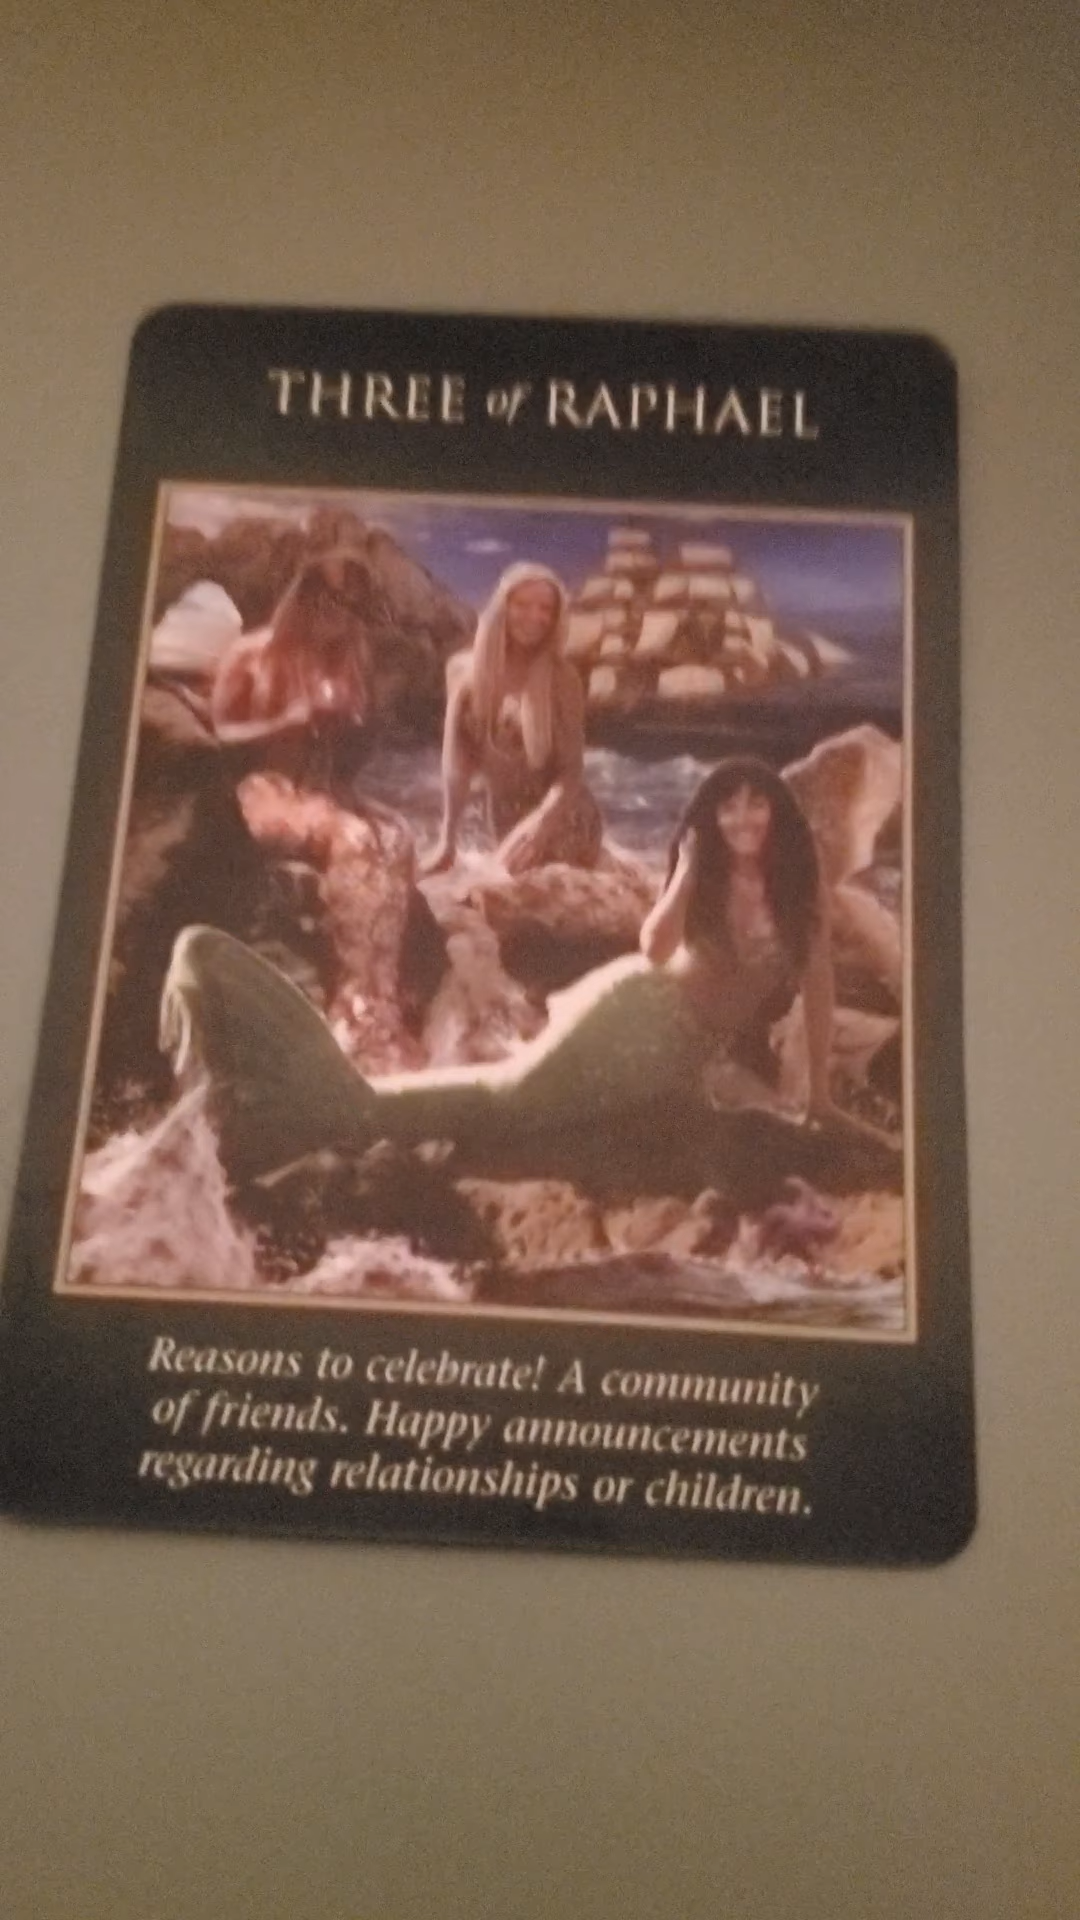 THREE of RAPHAEL
Reasons to celebrate! A community
of friends. Happy announcements
regarding relationships or children.